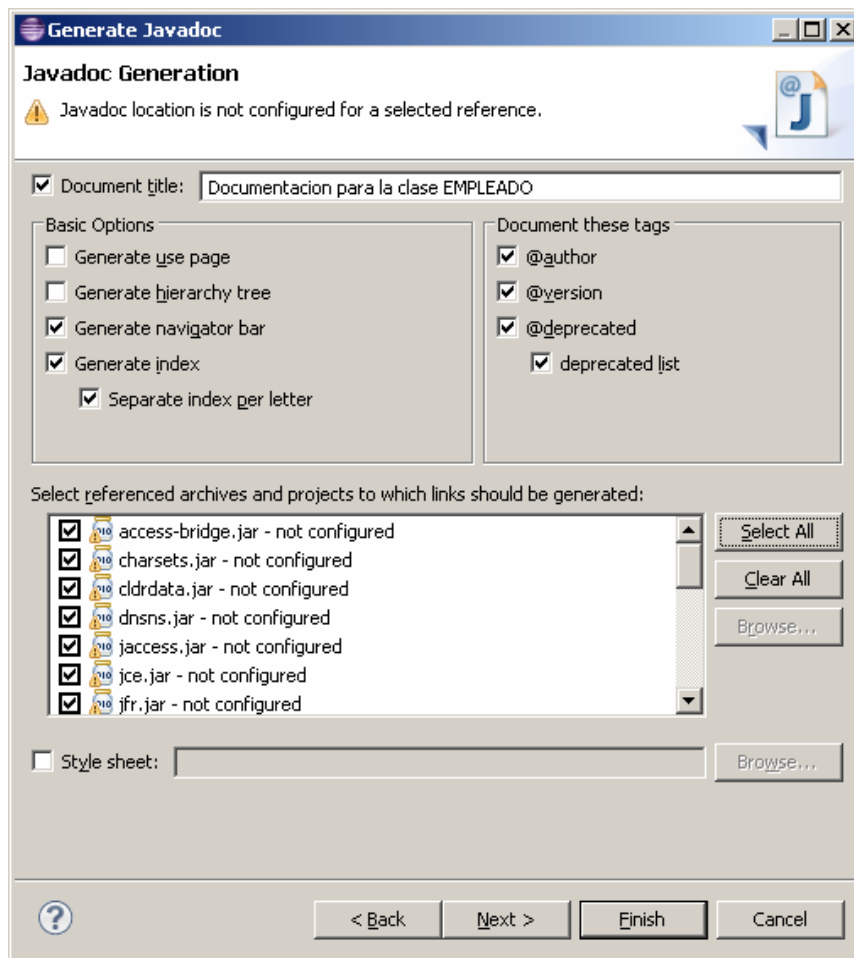 Generate Javadoc
Javadoc Generation
Javadoc location is not configured for a selected reference.
@
J
Document title: Documentacion para la clase EMPLEADO
Basic Options
Generate use page
Generate hierarchy tree
Generate navigator bar
Generate index
Separate index per letter
Document these tags
@author
@version
@deprecated
deprecated list
Select referenced archives and projects to which links should be generated:
access-bridge.jar - not configured
charsets.jar - not configured
cldrdata.jar - not configured
dnsns.jar - not configured
jaccess.jar - not configured
jce.jar - not configured
jfr.jar - not configured
Select All
Clear All
Browse...
Style sheet:
Browse...
?
< Back
Next >
Finish
Cancel